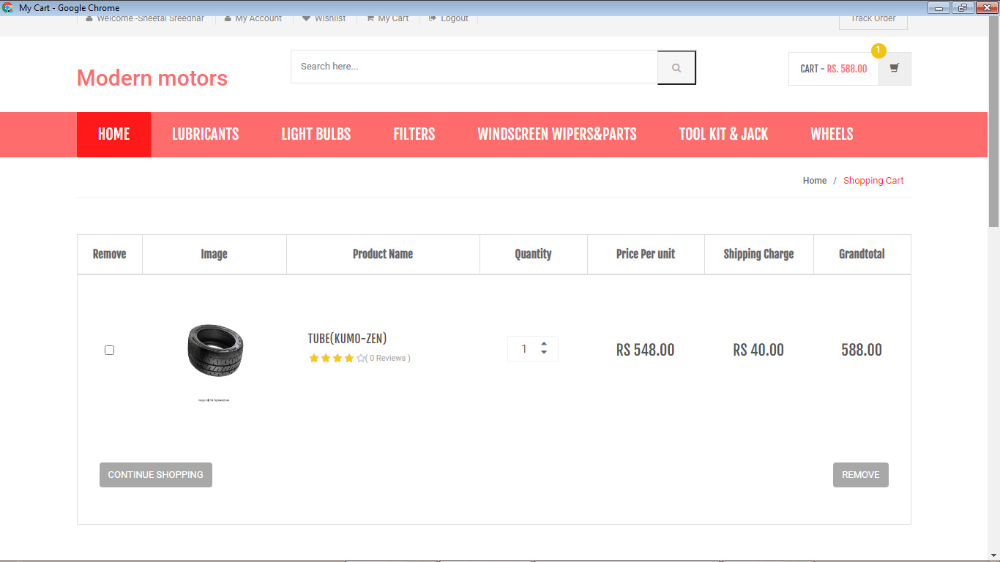 My Cart - Google Chrome
Welcome -Sheetal Sreedhar My Account Wishlist My Cart Logout Track Order
1
Search here...
CART - RS. 588.00
Modern motors
HOME LUBRICANTS LIGHT BULBS FILTERS WINDSCREEN WIPERS&PARTS TOOL KIT & JACK WHEELS
Home / Shopping Cart
Remove Image Product Name Quantity Price Per unit Shipping Charge Grandtotal
TUBE(KUMO-ZEN)
1 RS 548.00 RS 40.00 588.00
( 0 Reviews )
CONTINUE SHOPPING REMOVE